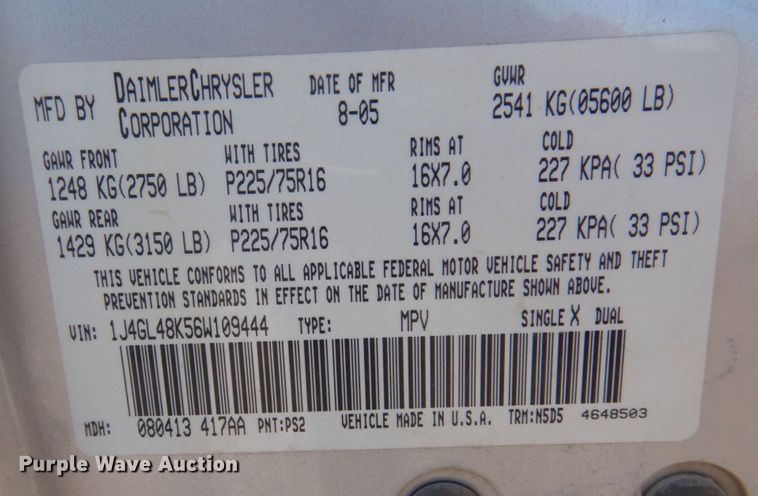 MFD BY DAIMLERCHRYSLER CORPORATION DATE OF MFR 8-05 GVWR 2541 KG(05600 LB)
GAWR FRONT WITH TIRES RIMS AT COLD
1248 KG(2750 LB) P225/75R16 16X7.0 227 KPA( 33 PSI)
GAWR REAR WITH TIRES RIMS AT COLD
1429 KG(3150 LB) P225/75R16 16X7.0 227 KPA( 33 PSI)
THIS VEHICLE CONFORMS TO ALL APPLICABLE FEDERAL MOTOR VEHICLE SAFETY AND THEFT
PREVENTION STANDARDS IN EFFECT ON THE DATE OF MANUFACTURE SHOWN ABOVE.
VIN: 1J4GL48K56W109444 TYPE: MPV SINGLE X DUAL
MDH: 080413 417AA PNT:PS2 VEHICLE MADE IN U.S.A. TRM:N5D5 4648503
Purple Wave Auction